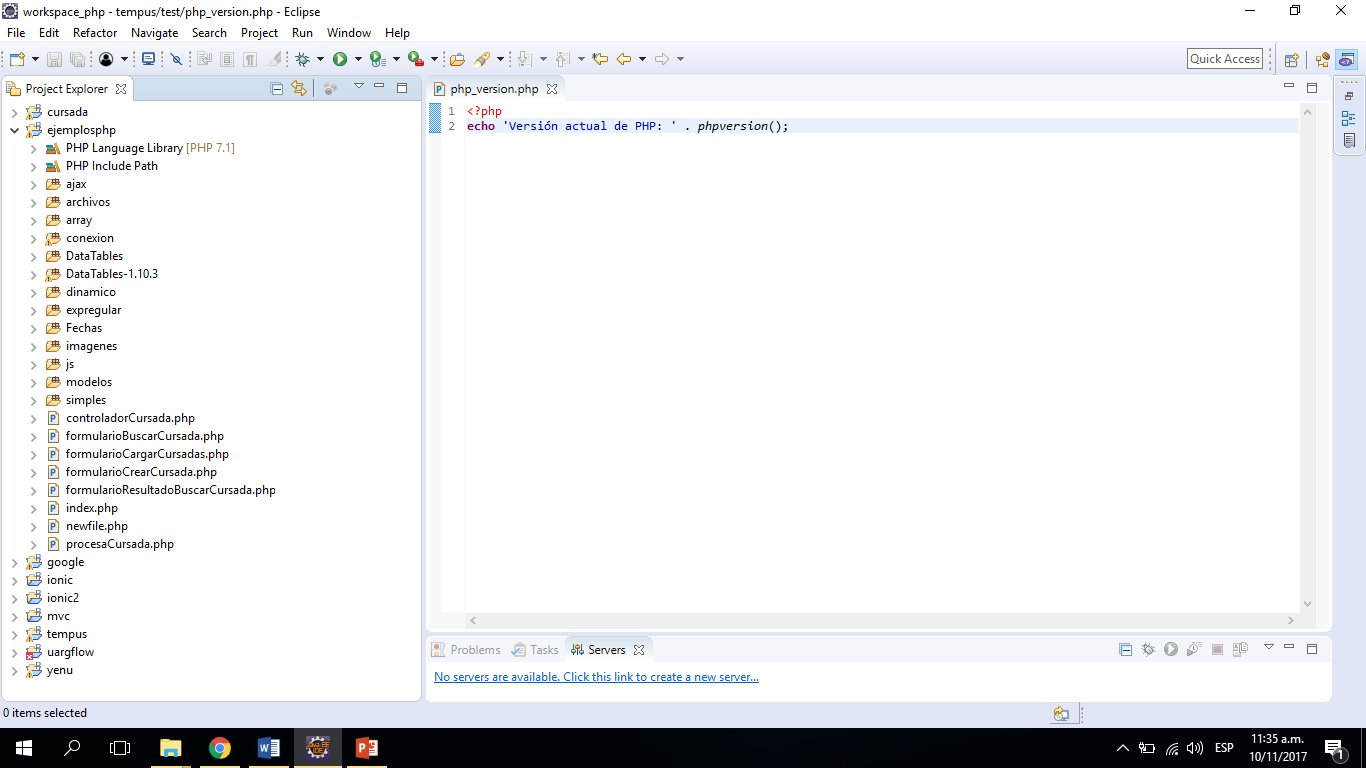 workspace_php - tempus/test/php_version.php - Eclipse
File Edit Refactor Navigate Search Project Run Window Help
Quick Access
Project Explorer
cursada
ejemplosphp
PHP Language Library [PHP 7.1]
PHP Include Path
ajax
archivos
array
conexion
DataTables
DataTables-1.10.3
dinamico
expregular
Fechas
imagenes
js
modelos
simples
controladorCursada.php
formularioBuscarCursada.php
formularioCargarCursadas.php
formularioCrearCursada.php
formularioResultadoBuscarCursada.php
index.php
newfile.php
procesaCursada.php
google
ionic
ionic2
mvc
tempus
uargflow
yenu
php_version.php
1 <?php
2 echo 'Versión actual de PHP: ' . phpversion();
Problems Tasks Servers
No servers are available. Click this link to create a new server...
0 items selected
ESP
11:35 a.m.
10/11/2017
1